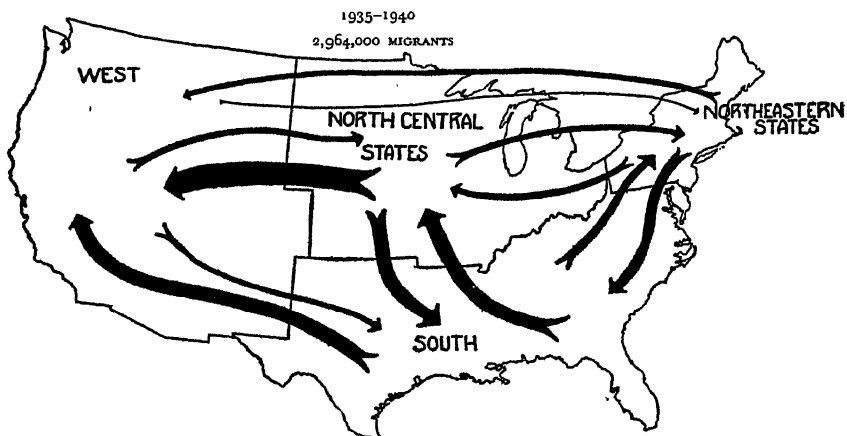 1935–1940
2,964,000 MIGRANTS
WEST
NORTH CENTRAL
STATES
NORTHEASTERN
STATES
SOUTH